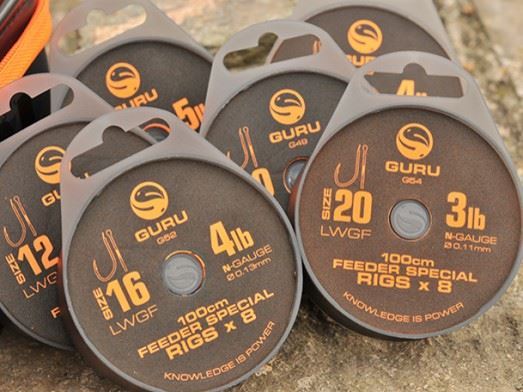 5lb
4lb
GURU
G49
SIZE 12
LWGF
GURU
G52
SIZE 16
LWGF
4lb
N-GAUGE
Ø 0.13mm
100cm
FEEDER SPECIAL
RIGS x 8
KNOWLEDGE IS POWER
GURU
G54
SIZE 20
LWGF
3lb
N-GAUGE
Ø 0.11mm
100cm
FEEDER SPECIAL
RIGS x 8
KNOWLEDGE IS POWER